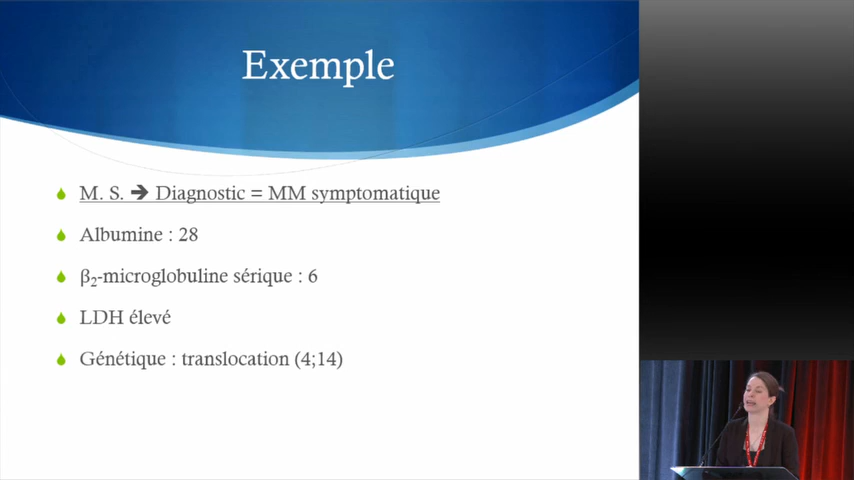 Exemple
M. S. ➔ Diagnostic = MM symptomatique
Albumine : 28
β₂-microglobuline sérique : 6
LDH élevé
Génétique : translocation (4;14)